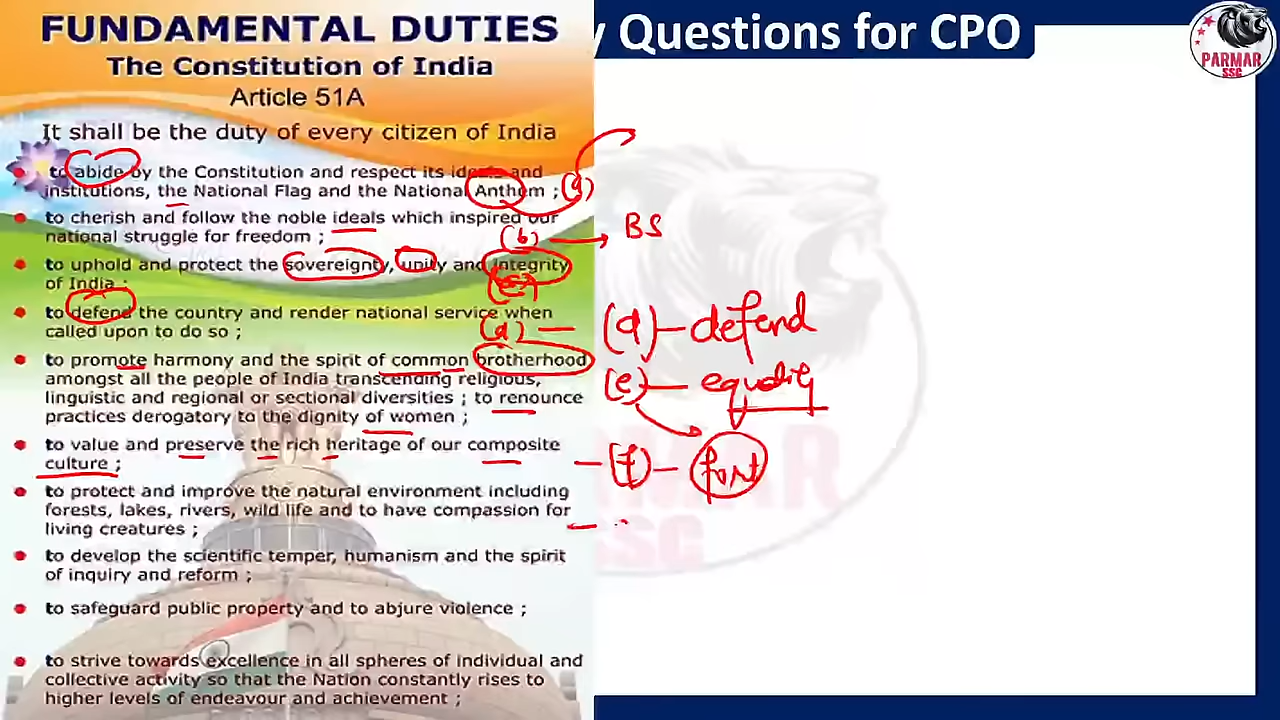 FUNDAMENTAL DUTIES
The Constitution of India
Article 51A
It shall be the duty of every citizen of India
to abide by the Constitution and respect its ideals and
institutions, the National Flag and the National Anthem ;
to cherish and follow the noble ideals which inspired our
national struggle for freedom ;
to uphold and protect the sovereignty, unity and integrity
of India ;
to defend the country and render national service when
called upon to do so ;
to promote harmony and the spirit of common brotherhood
amongst all the people of India transcending religious,
linguistic and regional or sectional diversities ; to renounce
practices derogatory to the dignity of women ;
to value and preserve the rich heritage of our composite
culture ;
to protect and improve the natural environment including
forests, lakes, rivers, wild life and to have compassion for
living creatures ;
to develop the scientific temper, humanism and the spirit
of inquiry and reform ;
to safeguard public property and to abjure violence ;
to strive towards excellence in all spheres of individual and
collective activity so that the Nation constantly rises to
higher levels of endeavour and achievement ;
y Questions for CPO
PARMAR
SSC
(a)
(b) → BS
(c)
(d) — (d) — defend
(e) — equality
(f) — fort
PARMAR
SSC